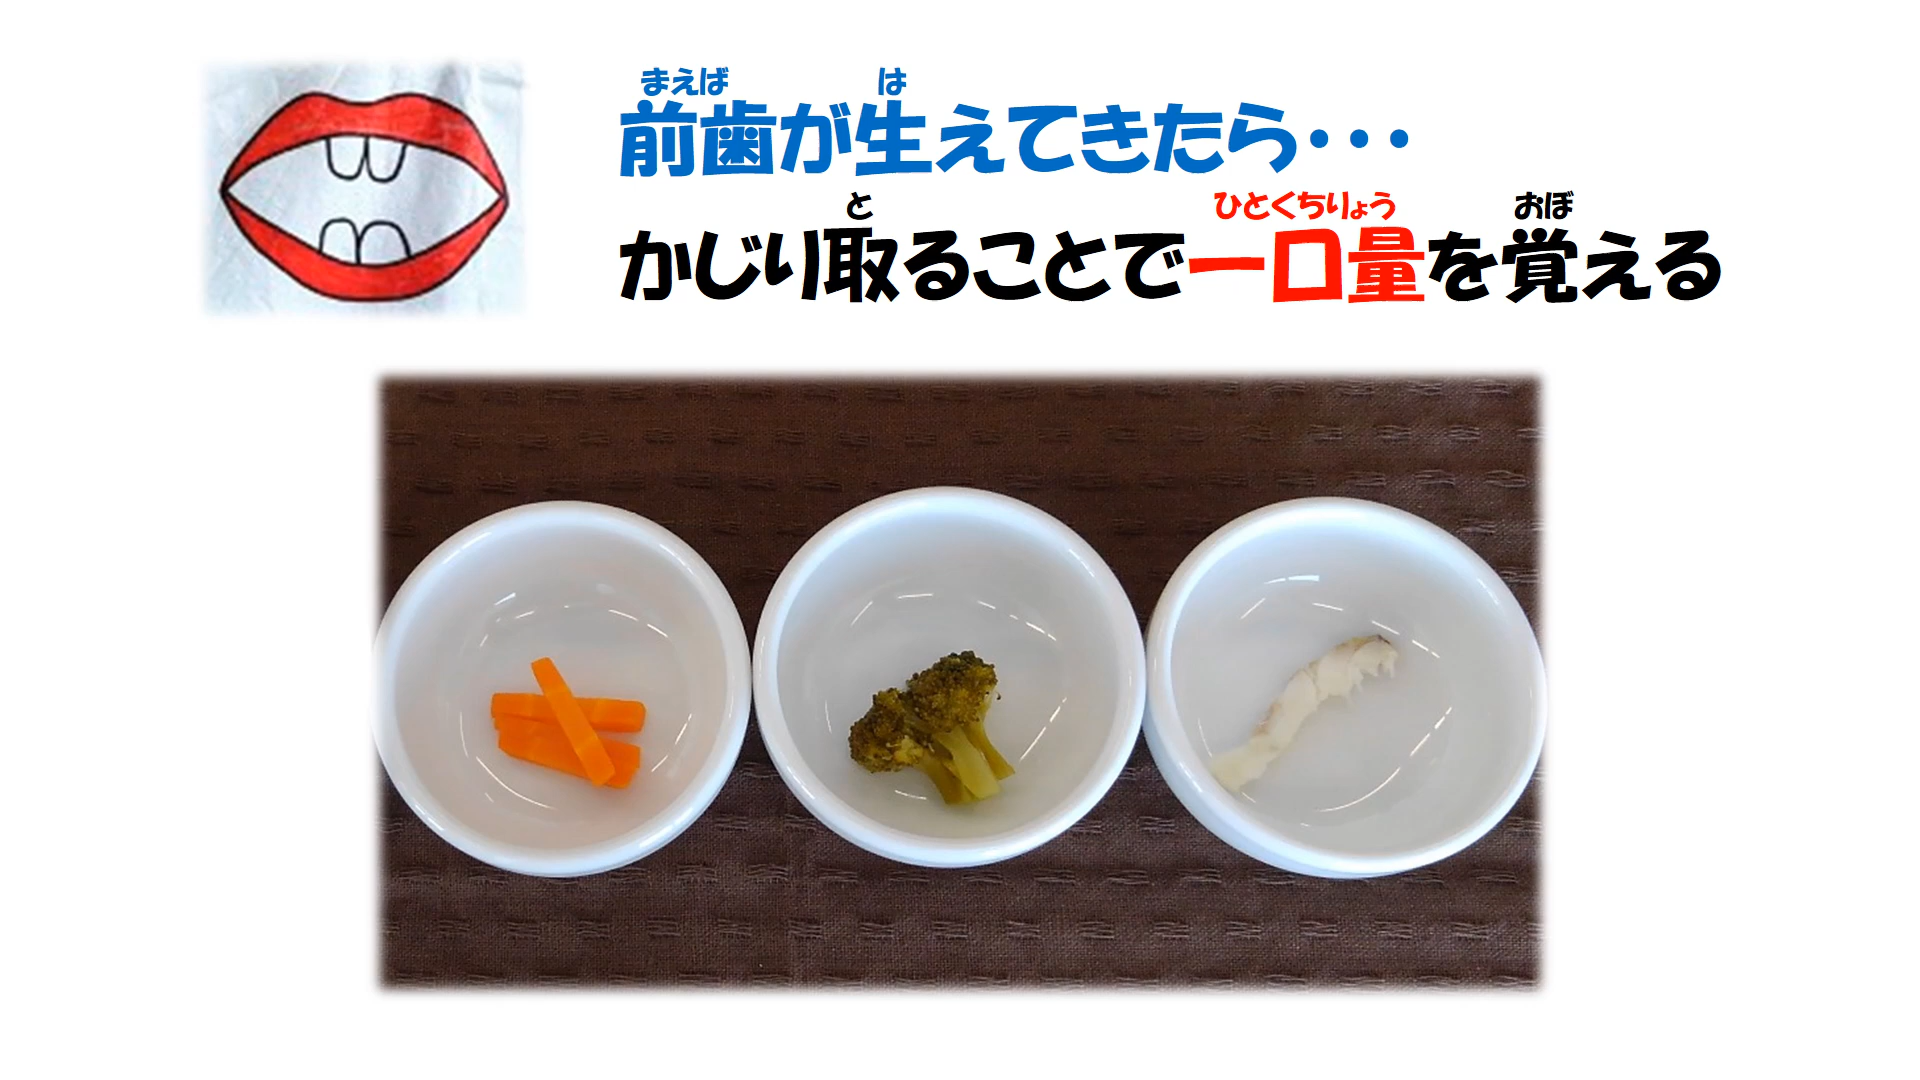 まえば は
前歯が生えてきたら・・・
と ひとくちりょう おぼ
かじり取ることで一口量を覚える